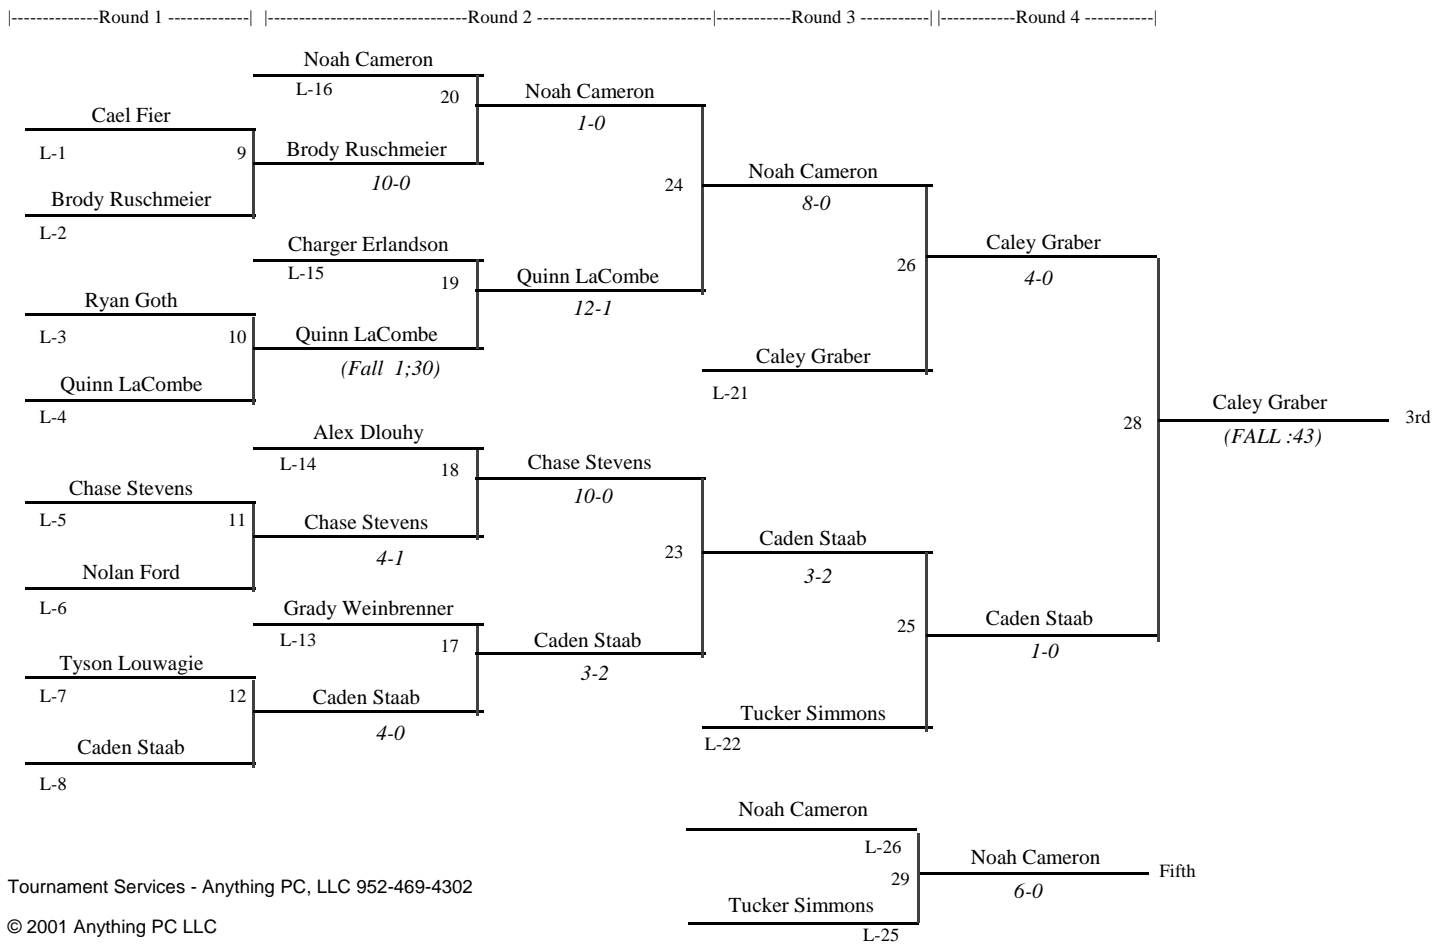 |-------------Round 1 -------------| |------------------------------Round 2 --------------------------|------------Round 3 -----------| |-----------Round 4 -----------|
Noah Cameron
L-16
20
Noah Cameron
1-0
Cael Fier
L-1
9
Brody Ruschmeier
10-0
Brody Ruschmeier
L-2
24
Noah Cameron
8-0
Charger Erlandson
L-15
19
Quinn LaCombe
12-1
Ryan Goth
L-3
10
Quinn LaCombe
(Fall 1;30)
Quinn LaCombe
L-4
26
Caley Graber
4-0
Caley Graber
L-21
Alex Dlouhy
L-14
18
Chase Stevens
10-0
Chase Stevens
L-5
11
Chase Stevens
4-1
Nolan Ford
L-6
28
Caley Graber
(FALL :43)
3rd
23
Caden Staab
3-2
Grady Weinbrenner
L-13
17
Caden Staab
3-2
Tyson Louwagie
L-7
12
Caden Staab
4-0
Caden Staab
L-8
25
Caden Staab
1-0
Tucker Simmons
L-22
Noah Cameron
L-26
29
Noah Cameron
6-0
Fifth
Tucker Simmons
L-25
Tournament Services - Anything PC, LLC 952-469-4302
© 2001 Anything PC LLC